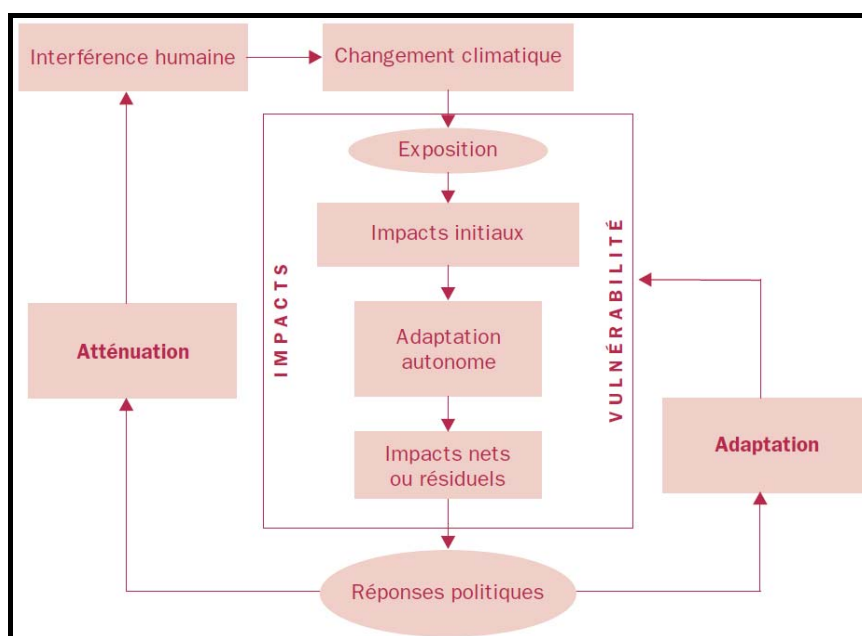 Interférence humaine
Changement climatique
Exposition
Impacts initiaux
IMPACTS
VULNÉRABILITÉ
Adaptation
autonome
Atténuation
Impacts nets
ou résiduels
Adaptation
Réponses politiques